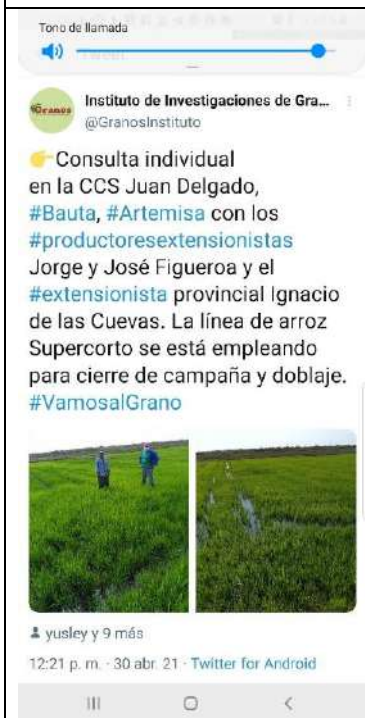 Tono de llamada
Granos
Instituto de Investigaciones de Gra...
@GranosInstituto
👉Consulta individual
en la CCS Juan Delgado,
#Bauta, #Artemisa con los
#productoresextensionistas
Jorge y José Figueroa y el
#extensionista provincial Ignacio
de las Cuevas. La línea de arroz
Supercorto se está empleando
para cierre de campaña y doblaje.
#VamosalGrano
yusley y 9 más
12:21 p. m. · 30 abr. 21 · Twitter for Android